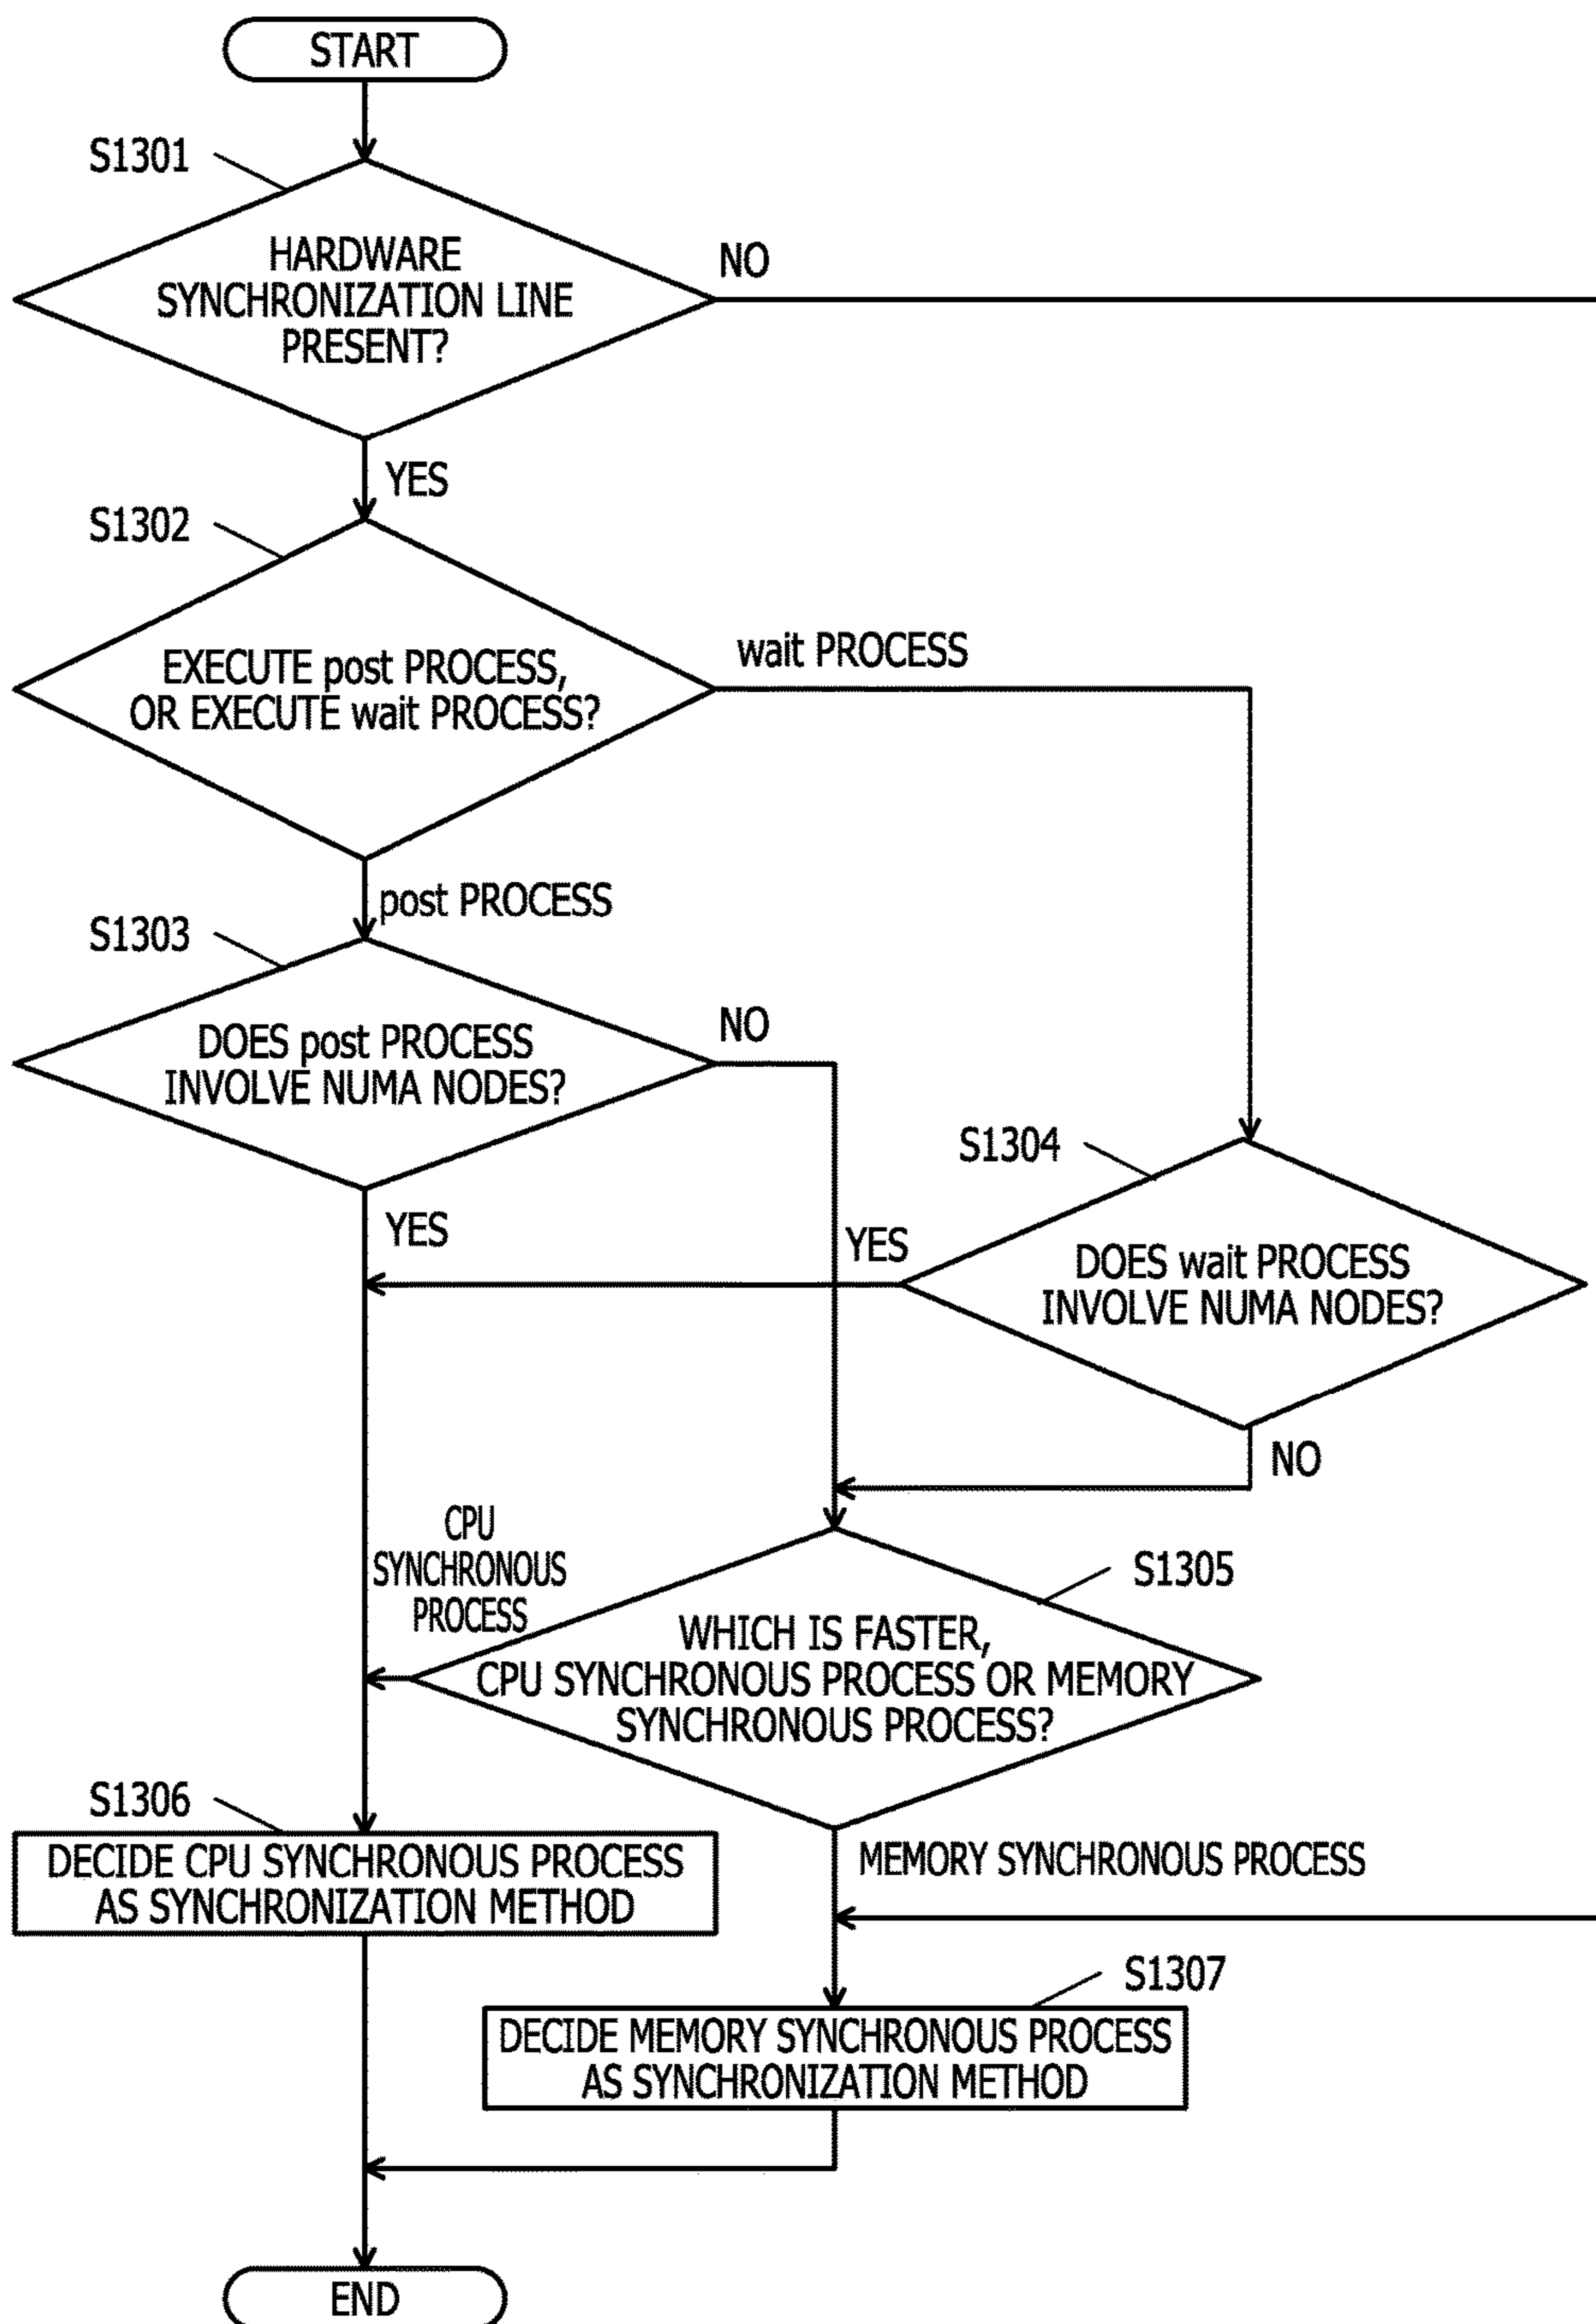 START
S1301
HARDWARE
SYNCHRONIZATION LINE
PRESENT?
NO
YES
S1302
EXECUTE post PROCESS,
OR EXECUTE wait PROCESS?
wait PROCESS
post PROCESS
S1303
DOES post PROCESS
INVOLVE NUMA NODES?
NO
YES
S1304
DOES wait PROCESS
INVOLVE NUMA NODES?
YES
NO
CPU
SYNCHRONOUS
PROCESS
S1305
WHICH IS FASTER,
CPU SYNCHRONOUS PROCESS OR MEMORY
SYNCHRONOUS PROCESS?
S1306
DECIDE CPU SYNCHRONOUS PROCESS
AS SYNCHRONIZATION METHOD
MEMORY SYNCHRONOUS PROCESS
S1307
DECIDE MEMORY SYNCHRONOUS PROCESS
AS SYNCHRONIZATION METHOD
END